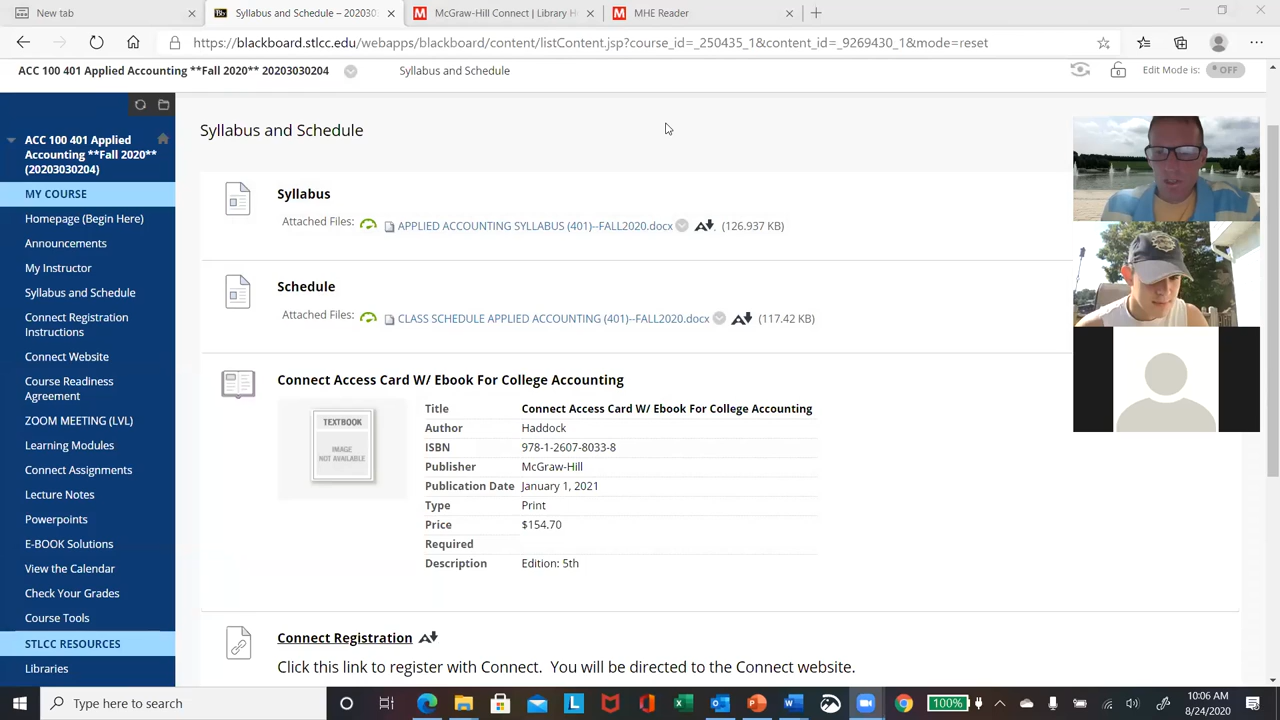 New tab
Syllabus and Schedule – 202030
McGraw-Hill Connect | Library H
MHE Reader
https://blackboard.stlcc.edu/webapps/blackboard/content/listContent.jsp?course_id=_250435_1&content_id=_9269430_1&mode=reset
ACC 100 401 Applied Accounting **Fall 2020** 20203030204
Syllabus and Schedule
Edit Mode is:
OFF
ACC 100 401 Applied
Accounting **Fall 2020**
(20203030204)
MY COURSE
Homepage (Begin Here)
Announcements
My Instructor
Syllabus and Schedule
Connect Registration
Instructions
Connect Website
Course Readiness
Agreement
ZOOM MEETING (LVL)
Learning Modules
Connect Assignments
Lecture Notes
Powerpoints
E-BOOK Solutions
View the Calendar
Check Your Grades
Course Tools
STLCC RESOURCES
Libraries
Syllabus and Schedule
Syllabus
Attached Files: APPLIED ACCOUNTING SYLLABUS (401)--FALL2020.docx (126.937 KB)
Schedule
Attached Files: CLASS SCHEDULE APPLIED ACCOUNTING (401)--FALL2020.docx (117.42 KB)
Connect Access Card W/ Ebook For College Accounting
TEXTBOOK
IMAGE
NOT AVAILABLE
Title Connect Access Card W/ Ebook For College Accounting
Author Haddock
ISBN 978-1-2607-8033-8
Publisher McGraw-Hill
Publication Date January 1, 2021
Type Print
Price $154.70
Required
Description Edition: 5th
Connect Registration
Click this link to register with Connect. You will be directed to the Connect website.
Type here to search
100%
10:06 AM
8/24/2020